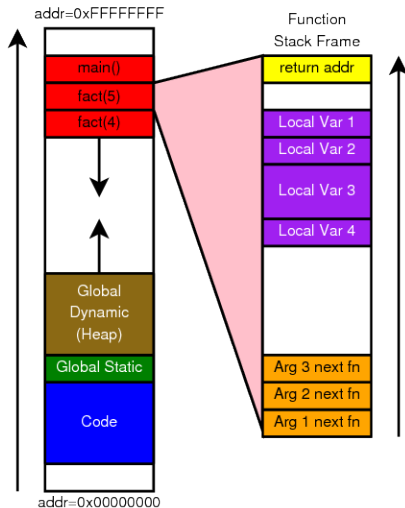 addr=0xFFFFFFFF
main()
fact(5)
fact(4)
Global
Dynamic
(Heap)
Global Static
Code
addr=0x00000000
Function
Stack Frame
return addr
Local Var 1
Local Var 2
Local Var 3
Local Var 4
Arg 3 next fn
Arg 2 next fn
Arg 1 next fn